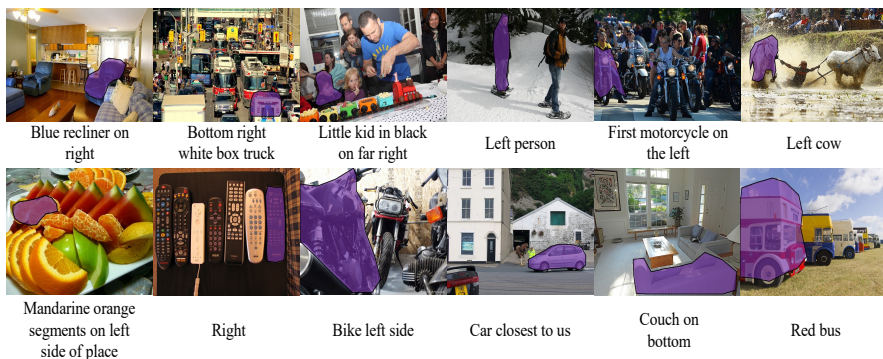 Blue recliner on
right
Bottom right
white box truck
Little kid in black
on far right
Left person
First motorcycle on
the left
Left cow
Mandarine orange
segments on left
side of place
Right
Bike left side
Car closest to us
Couch on
bottom
Red bus